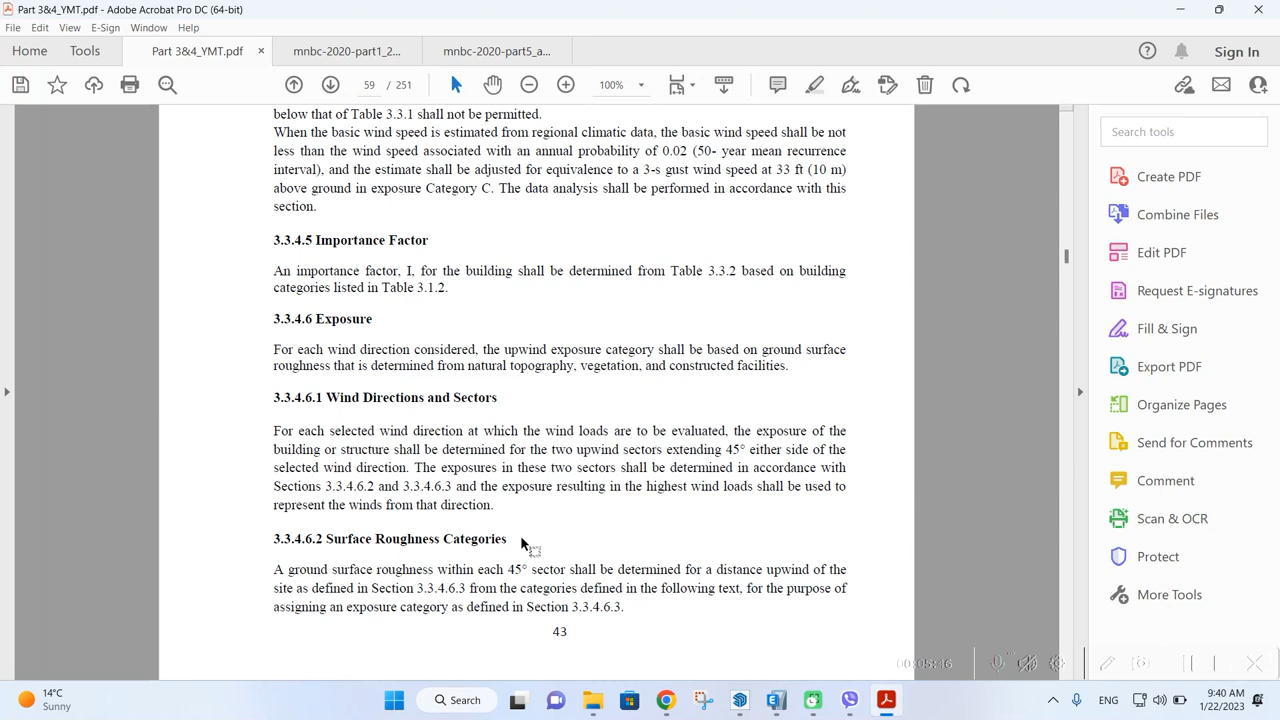 Part 3&4_YMT.pdf - Adobe Acrobat Pro DC (64-bit)
File Edit View E-Sign Window Help
Home Tools Part 3&4_YMT.pdf × mnbc-2020-part1_2... mnbc-2020-part5_a... Sign In
59 / 251 100%
below that of Table 3.3.1 shall not be permitted.
When the basic wind speed is estimated from regional climatic data, the basic wind speed shall be not
less than the wind speed associated with an annual probability of 0.02 (50- year mean recurrence
interval), and the estimate shall be adjusted for equivalence to a 3-s gust wind speed at 33 ft (10 m)
above ground in exposure Category C. The data analysis shall be performed in accordance with this
section.
3.3.4.5 Importance Factor
An importance factor, I, for the building shall be determined from Table 3.3.2 based on building
categories listed in Table 3.1.2.
3.3.4.6 Exposure
For each wind direction considered, the upwind exposure category shall be based on ground surface
roughness that is determined from natural topography, vegetation, and constructed facilities.
3.3.4.6.1 Wind Directions and Sectors
For each selected wind direction at which the wind loads are to be evaluated, the exposure of the
building or structure shall be determined for the two upwind sectors extending 45° either side of the
selected wind direction. The exposures in these two sectors shall be determined in accordance with
Sections 3.3.4.6.2 and 3.3.4.6.3 and the exposure resulting in the highest wind loads shall be used to
represent the winds from that direction.
3.3.4.6.2 Surface Roughness Categories
A ground surface roughness within each 45° sector shall be determined for a distance upwind of the
site as defined in Section 3.3.4.6.3 from the categories defined in the following text, for the purpose of
assigning an exposure category as defined in Section 3.3.4.6.3.
43
Search tools
Create PDF
Combine Files
Edit PDF
Request E-signatures
Fill & Sign
Export PDF
Organize Pages
Send for Comments
Comment
Scan & OCR
Protect
More Tools
00:05:46
14°C
Sunny
Search
ENG
9:40 AM
1/22/2023